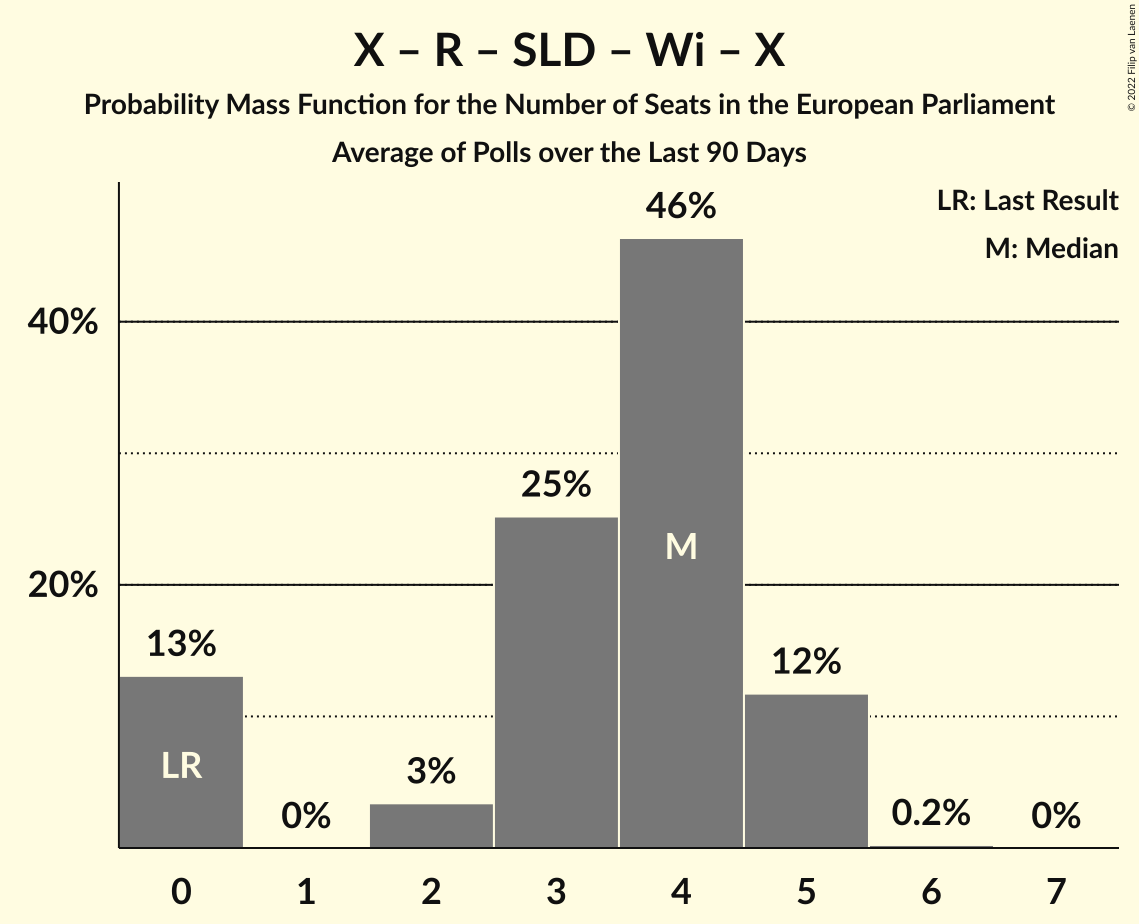 X – R – SLD – Wi – X
Probability Mass Function for the Number of Seats in the European Parliament
Average of Polls over the Last 90 Days
© 2022 Filip van Laenen
LR: Last Result
M: Median
46%
40%
25%
M
20%
13%
12%
LR
3%
0%
0.2%
0%
0 1 2 3 4 5 6 7